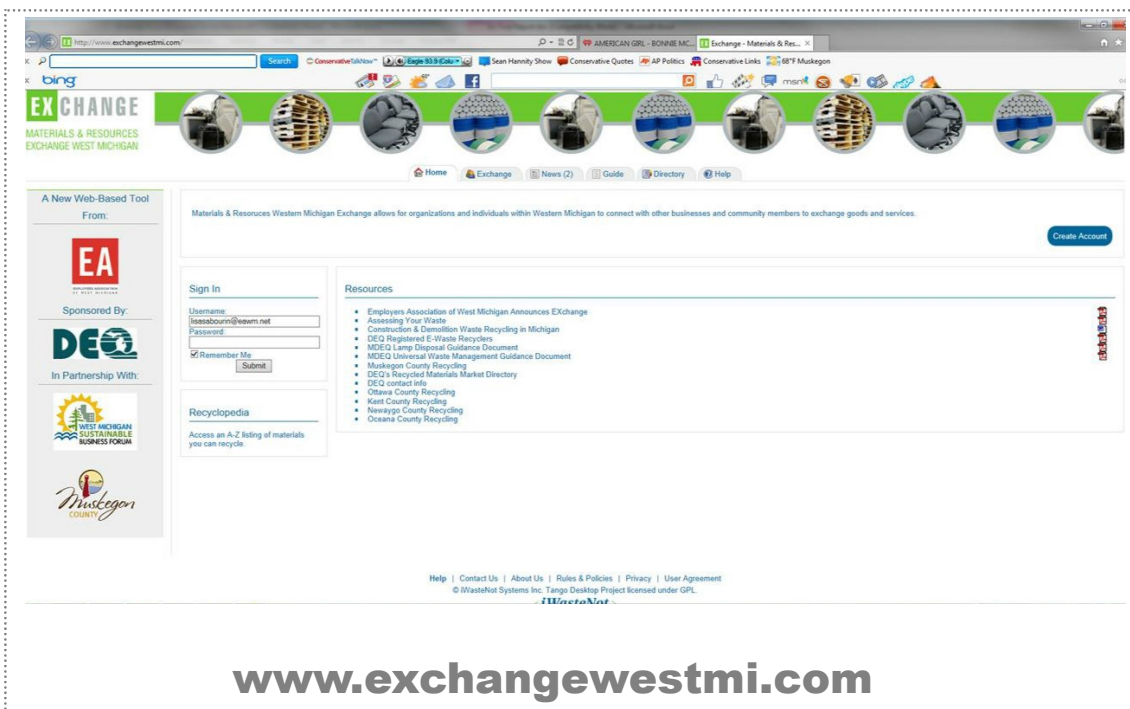 http://www.exchangewestmi.com/
AMERICAN GIRL - BONNIE MC...
Exchange - Materials & Res...
Search
ConservativeTalkNow
Eagle 93.9 (Colu
Sean Hannity Show
Conservative Quotes
AP Politics
Conservative Links
68°F Muskegon
bing
msn
EXCHANGE
MATERIALS & RESOURCES
EXCHANGE WEST MICHIGAN
Home
Exchange
News (2)
Guide
Directory
Help
A New Web-Based Tool
From:
EA
EMPLOYERS ASSOCIATION
Sponsored By:
DEQ
In Partnership With:
WEST MICHIGAN
SUSTAINABLE
BUSINESS FORUM
Muskegon
COUNTY
Materials & Resoruces Western Michigan Exchange allows for organizations and individuals within Western Michigan to connect with other businesses and community members to exchange goods and services.
Create Account
Sign In
Username:
lisasabourin@eawm.net
Password:
Remember Me
Submit
Recyclopedia
Access an A-Z listing of materials
you can recycle.
Resources
Employers Association of West Michigan Announces EXchange
Assessing Your Waste
Construction & Demolition Waste Recycling in Michigan
DEQ Registered E-Waste Recyclers
MDEQ Lamp Disposal Guidance Document
MDEQ Universal Waste Management Guidance Document
Muskegon County Recycling
DEQ's Recycled Materials Market Directory
DEQ contact info
Ottawa County Recycling
Kent County Recycling
Newaygo County Recycling
Oceana County Recycling
Help | Contact Us | About Us | Rules & Policies | Privacy | User Agreement
© iWasteNot Systems Inc. Tango Desktop Project licensed under GPL.
iWasteNot
www.exchangewestmi.com